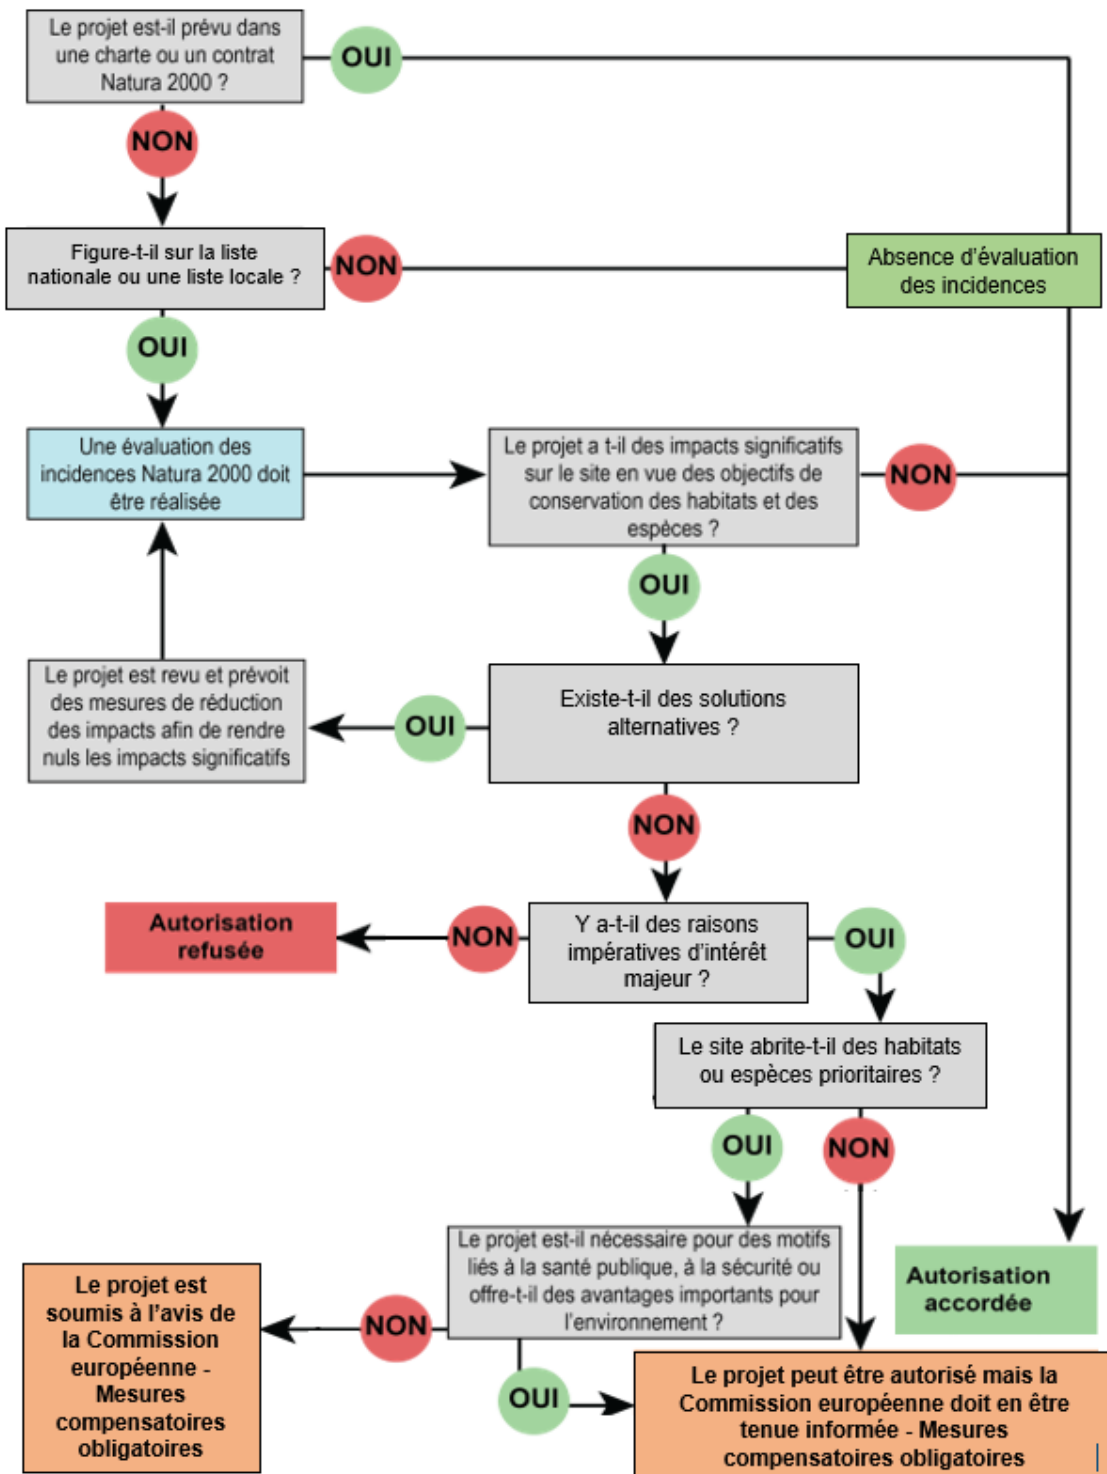 Le projet est-il prévu dans
une charte ou un contrat
Natura 2000 ?
OUI
NON
Figure-t-il sur la liste
nationale ou une liste locale ?
NON
Absence d'évaluation
des incidences
OUI
Une évaluation des
incidences Natura 2000 doit
être réalisée
Le projet a t-il des impacts significatifs
sur le site en vue des objectifs de
conservation des habitats et des
espèces ?
NON
OUI
Le projet est revu et prévoit
des mesures de réduction
des impacts afin de rendre
nuls les impacts significatifs
OUI
Existe-t-il des solutions
alternatives ?
NON
Autorisation
refusée
NON
Y a-t-il des raisons
impératives d'intérêt
majeur ?
OUI
Le site abrite-t-il des habitats
ou espèces prioritaires ?
OUI
NON
Le projet est-il nécessaire pour des motifs
liés à la santé publique, à la sécurité ou
offre-t-il des avantages importants pour
l'environnement ?
Autorisation
accordée
Le projet est
soumis à l'avis de
la Commission
européenne -
Mesures
compensatoires
obligatoires
NON
OUI
Le projet peut être autorisé mais la
Commission européenne doit en être
tenue informée - Mesures
compensatoires obligatoires